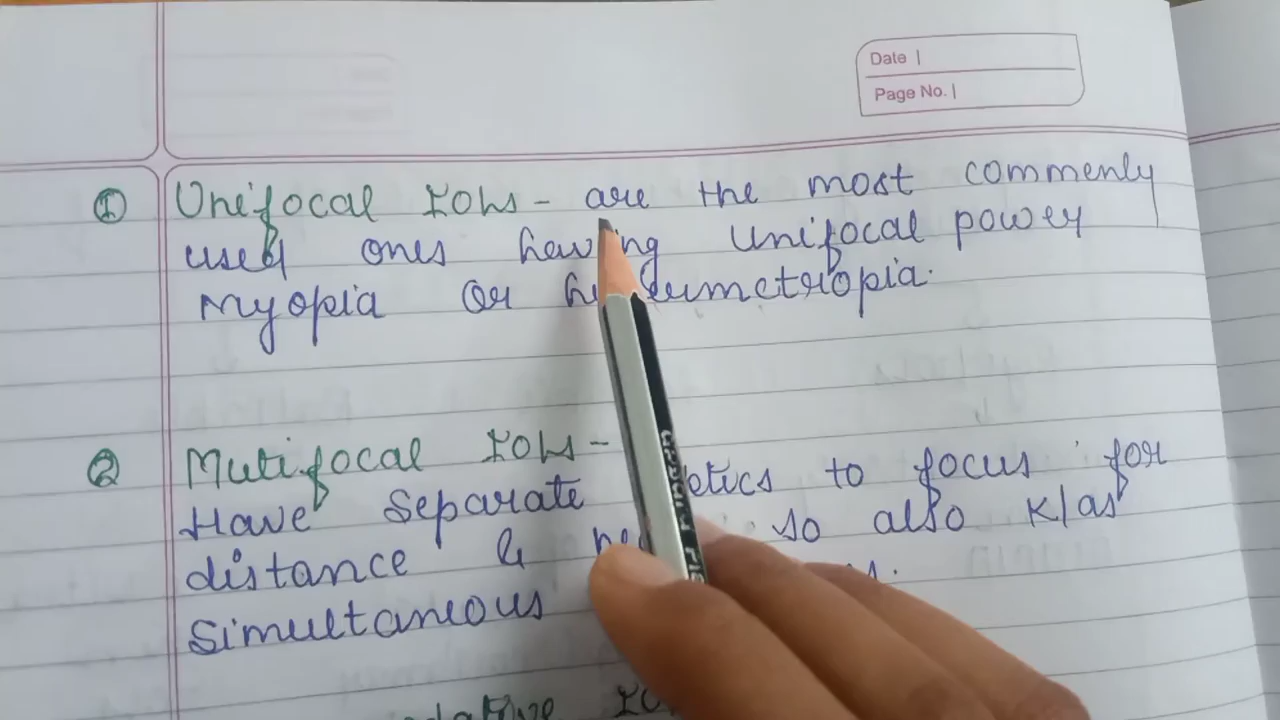 Date |
Page No. |
① Unifocal IOLs - are the most commenly
used ones having unifocal power
Myopia Or
② Mutifocal IOLs -
Have separate to focus for
distance & so also K/as
Simultaneous